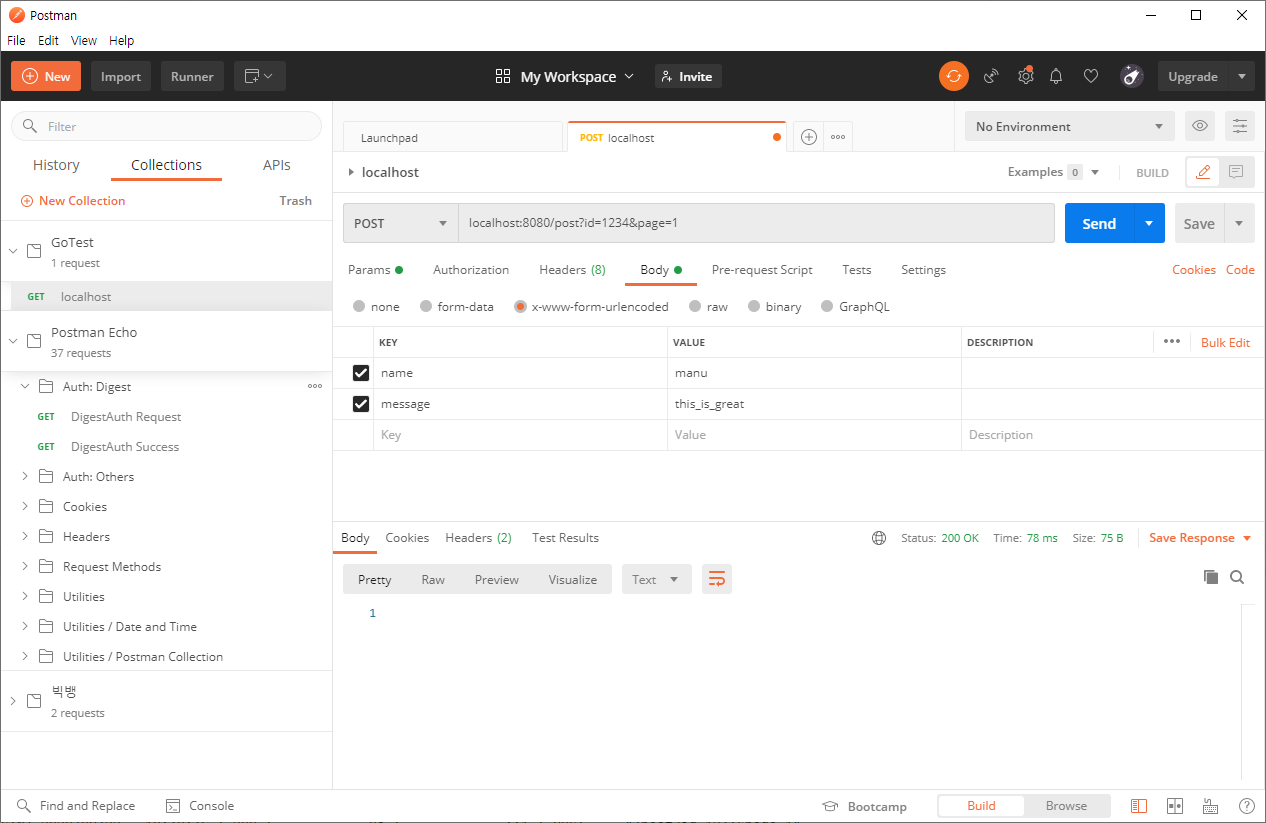 Postman
File Edit View Help
New Import Runner My Workspace Invite Upgrade
Filter
History Collections APIs
New Collection Trash
GoTest
1 request
GET localhost
Postman Echo
37 requests
Auth: Digest
GET DigestAuth Request
GET DigestAuth Success
Auth: Others
Cookies
Headers
Request Methods
Utilities
Utilities / Date and Time
Utilities / Postman Collection
빅뱅
2 requests
Launchpad POST localhost No Environment
localhost Examples 0 BUILD
POST localhost:8080/post?id=1234&page=1 Send Save
Params Authorization Headers (8) Body Pre-request Script Tests Settings Cookies Code
none form-data x-www-form-urlencoded raw binary GraphQL
KEY VALUE DESCRIPTION Bulk Edit
name manu
message this_is_great
Key Value Description
Body Cookies Headers (2) Test Results Status: 200 OK Time: 78 ms Size: 75 B Save Response
Pretty Raw Preview Visualize Text
1
Find and Replace Console Bootcamp Build Browse